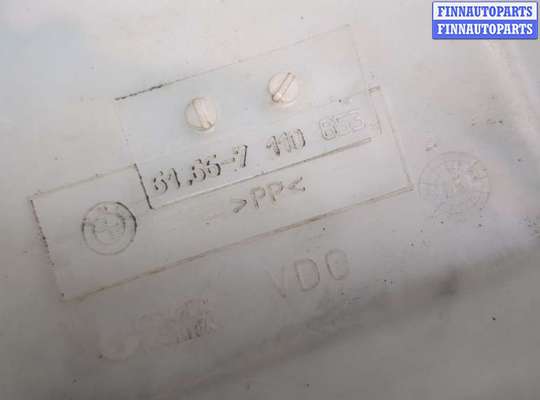 FINNAUTOPARTS
FINNAUTOPARTS
61.66-7 110 653
>PP<
VDO